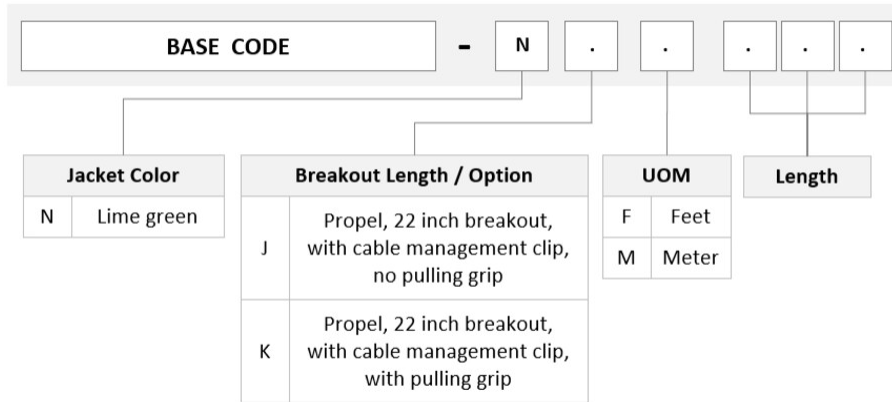 BASE CODE - N . . . . .
Jacket Color
N Lime green
Breakout Length / Option
J Propel, 22 inch breakout,
with cable management clip,
no pulling grip
K Propel, 22 inch breakout,
with cable management clip,
with pulling grip
UOM
F Feet
M Meter
Length